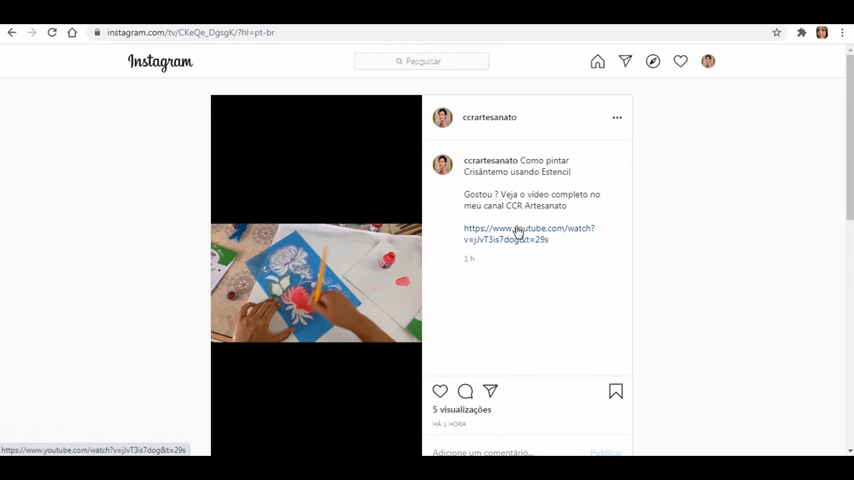 instagram.com/tv/CKeQe_DgsgK/?hl=pt-br
Instagram
Pesquisar
ccrartesanato
ccrartesanato Como pintar
Crisântemo usando Estencil
Gostou ? Veja o vídeo completo no
meu canal CCR Artesanato
https://www.youtube.com/watch?
v=jJvT3is7dog&t=29s
1 h
5 visualizações
HÁ 1 HORA
Adicione um comentário...
Publicar
https://www.youtube.com/watch?v=jJvT3is7dog&t=29s